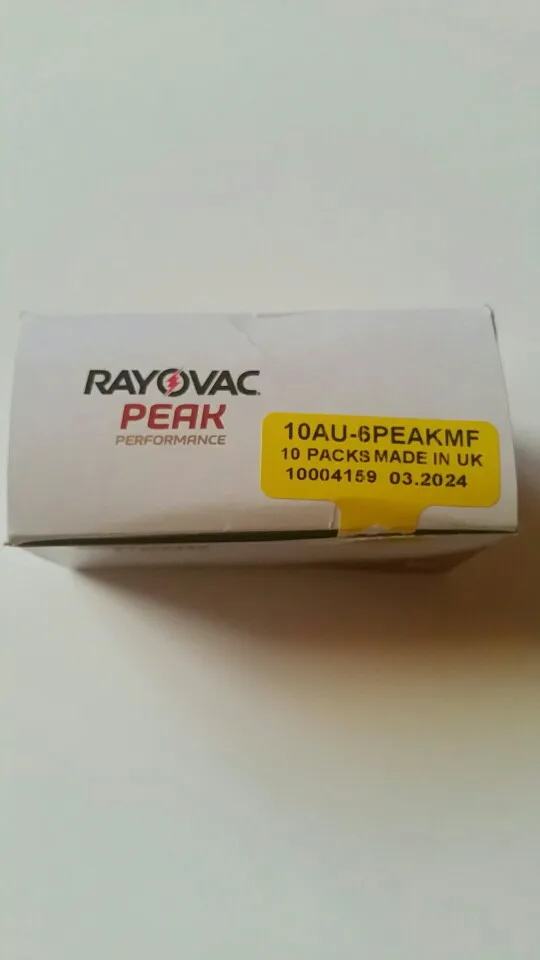 RAYOVAC
PEAK
PERFORMANCE
10AU-6PEAKMF
10 PACKS MADE IN UK
10004159 03.2024